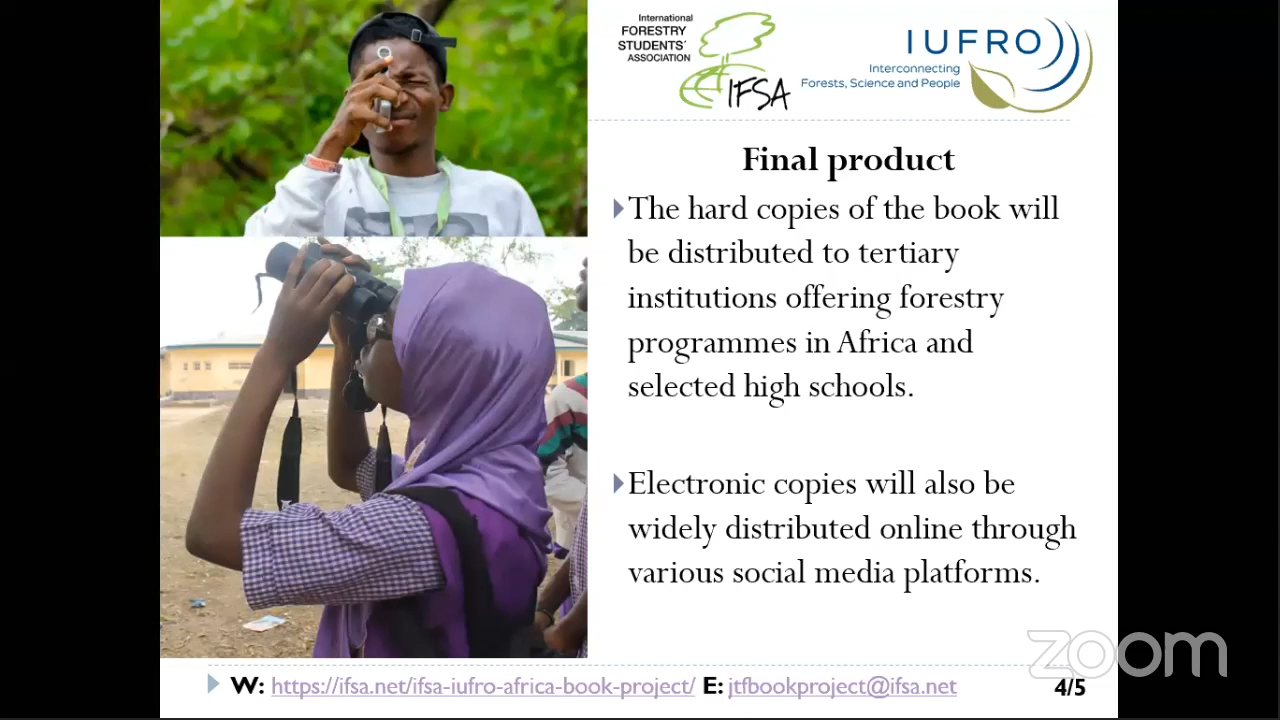 International
FORESTRY
STUDENTS´
ASSOCIATION
IFSA
IUFRO
Interconnecting
Forests, Science and People
Final product
The hard copies of the book will
be distributed to tertiary
institutions offering forestry
programmes in Africa and
selected high schools.
Electronic copies will also be
widely distributed online through
various social media platforms.
W: https://ifsa.net/ifsa-iufro-africa-book-project/ E: jtfbookproject@ifsa.net
4/5
zoom